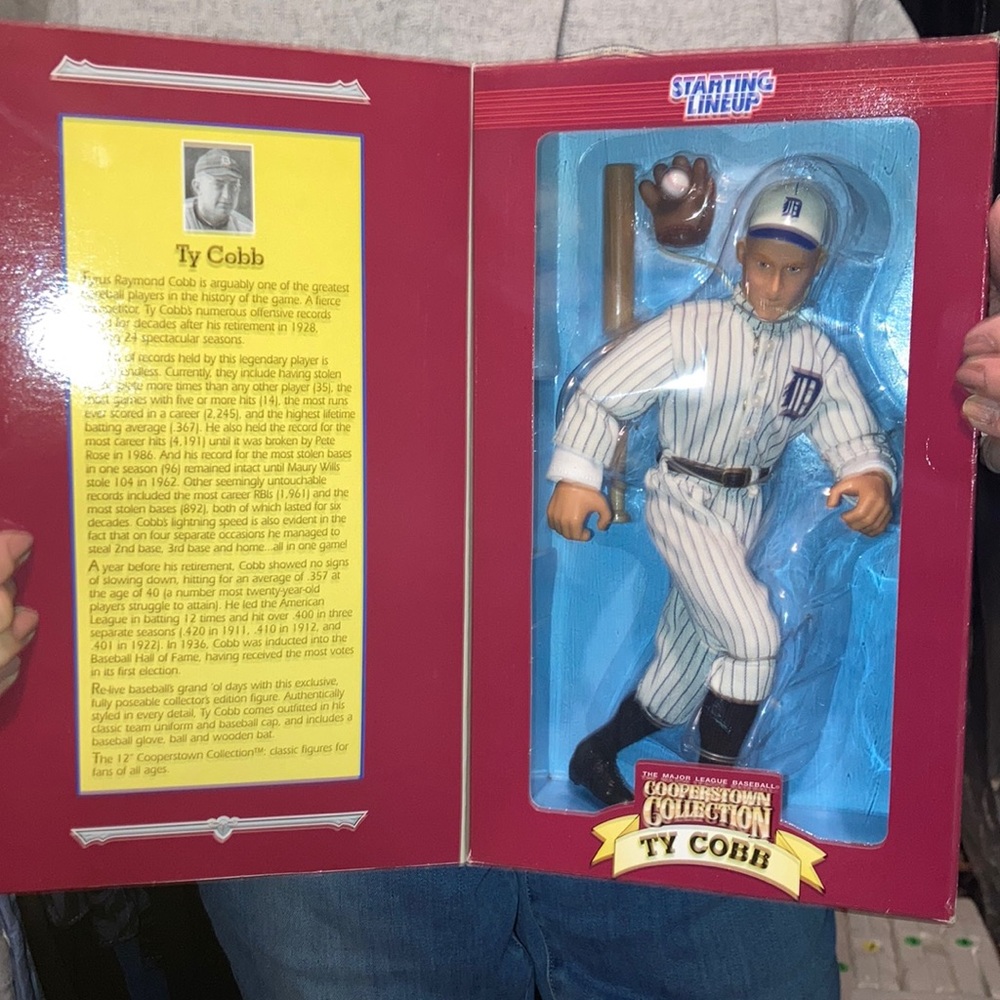 Ty Cobb
Raymond Cobb is arguably one of the greatest
baseball players in the history of the game. A fierce
Ty Cobb's numerous offensive records
for decades after his retirement in 1928,
24 spectacular seasons.
of records held by this legendary player is
Currently, they include having stolen
more times than any other player (35), the
most games with five or more hits (14), the most runs
ever scored in a career (2,245), and the highest lifetime
batting average (.367). He also held the record for the
most career hits (4,191) until it was broken by Pete
Rose in 1986. And his record for the most stolen bases
in one season (96) remained intact until Maury Wills
stole 104 in 1962. Other seemingly untouchable
records included the most career RBIs (1,961) and the
most stolen bases (892), both of which lasted for six
decades. Cobb's lightning speed is also evident in the
fact that on four separate occasions he managed to
steal 2nd base, 3rd base and home...all in one game!
A year before his retirement, Cobb showed no signs
of slowing down, hitting for an average of .357 at
the age of 40 (a number most twenty-year-old
players struggle to attain). He led the American
League in batting 12 times and hit over .400 in three
separate seasons (.420 in 1911, .410 in 1912, and
.401 in 1922). In 1936, Cobb was inducted into the
Baseball Hall of Fame, having received the most votes
in its first election.
Re-live baseball's grand 'ol days with this exclusive,
fully poseable collector's edition figure. Authentically
styled in every detail, Ty Cobb comes outfitted in his
classic team uniform and baseball cap, and includes a
baseball glove, ball and wooden bat.
The 12" Cooperstown Collection™: classic figures for
fans of all ages.
STARTING
LINEUP
D
D
THE MAJOR LEAGUE BASEBALL
COOPERSTOWN
COLLECTION
TY COBB